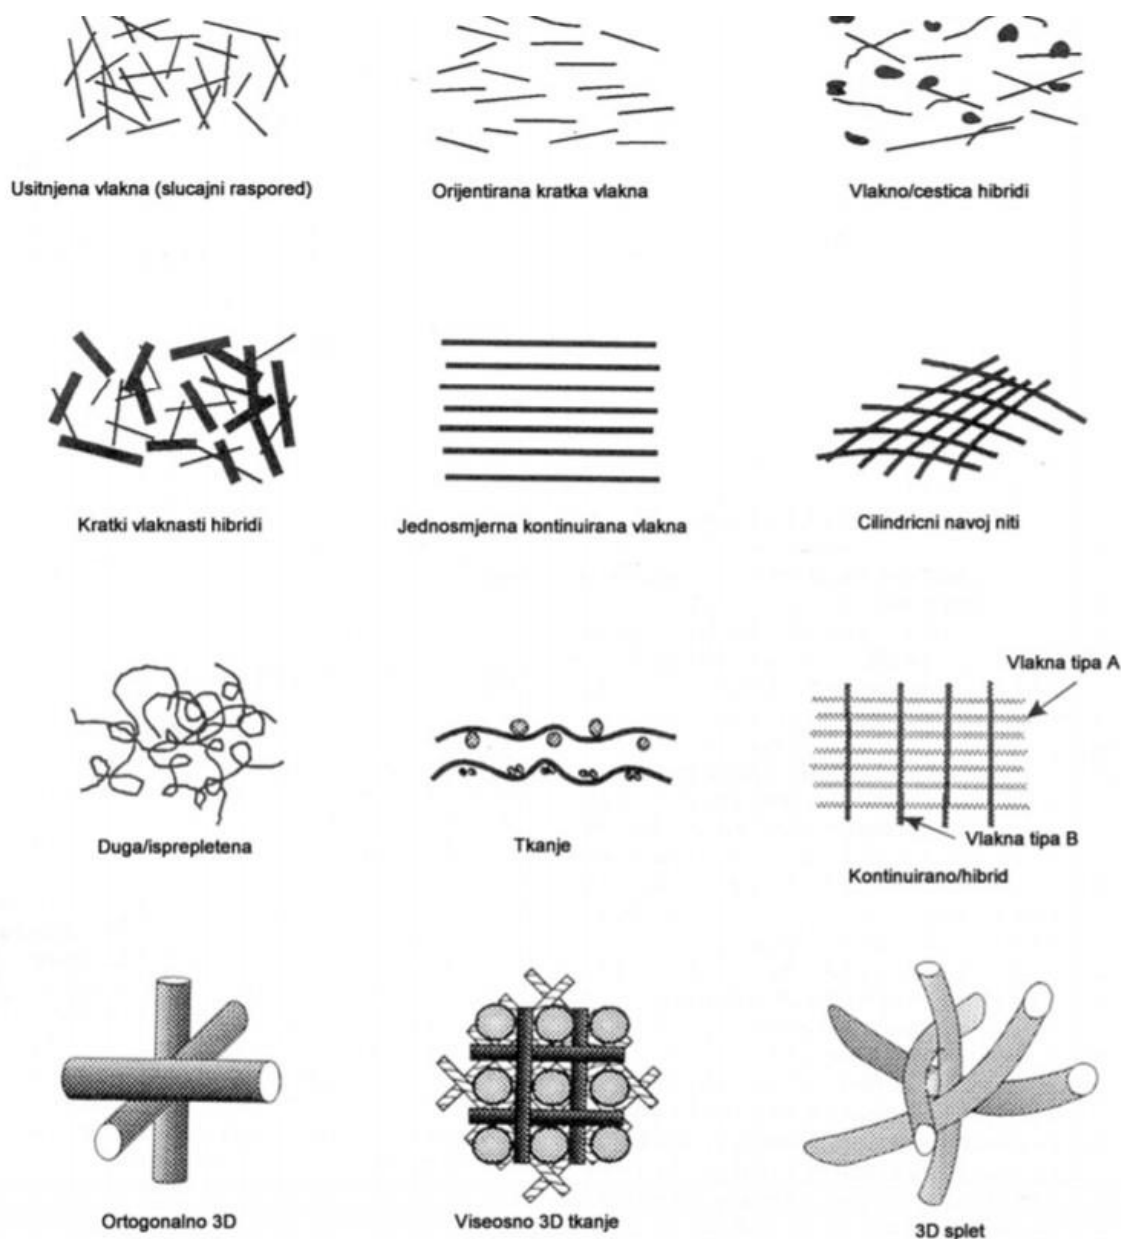 Usitnjena vlakna (slucajni raspored)
Orijentirana kratka vlakna
Vlakno/cestica hibridi
Kratki vlaknasti hibridi
Jednosmjerna kontinuirana vlakna
Cilindricni navoj niti
Vlakna tipa A
Vlakna tipa B
Duga/isprepletena
Tkanje
Kontinuirano/hibrid
Ortogonalno 3D
Viseosno 3D tkanje
3D splet